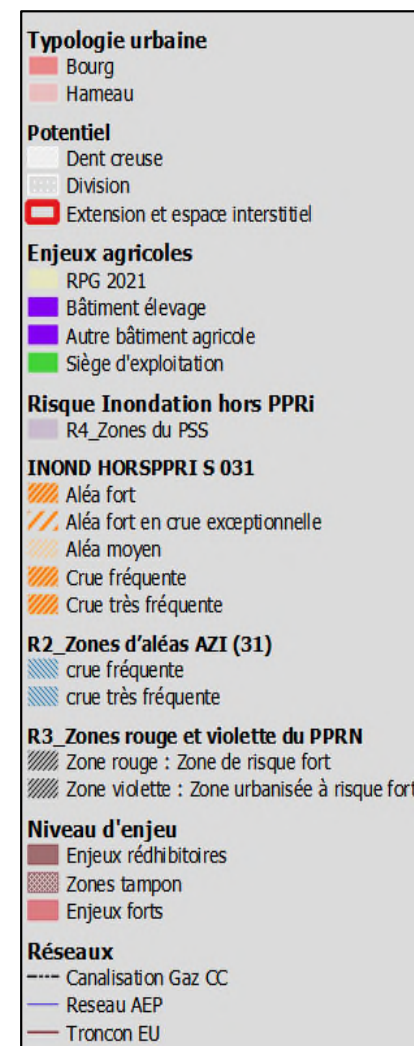 Typologie urbaine
Bourg
Hameau
Potentiel
Dent creuse
Division
Extension et espace interstitiel
Enjeux agricoles
RPG 2021
Bâtiment élevage
Autre bâtiment agricole
Siège d'exploitation
Risque Inondation hors PPRi
R4_Zones du PSS
INOND HORSPPRI S 031
Aléa fort
Aléa fort en crue exceptionnelle
Aléa moyen
Crue fréquente
Crue très fréquente
R2_Zones d'aléas AZI (31)
crue fréquente
crue très fréquente
R3_Zones rouge et violette du PPRN
Zone rouge : Zone de risque fort
Zone violette : Zone urbanisée à risque fort
Niveau d'enjeu
Enjeux rédhibitoires
Zones tampon
Enjeux forts
Réseaux
Canalisation Gaz CC
Reseau AEP
Troncon EU